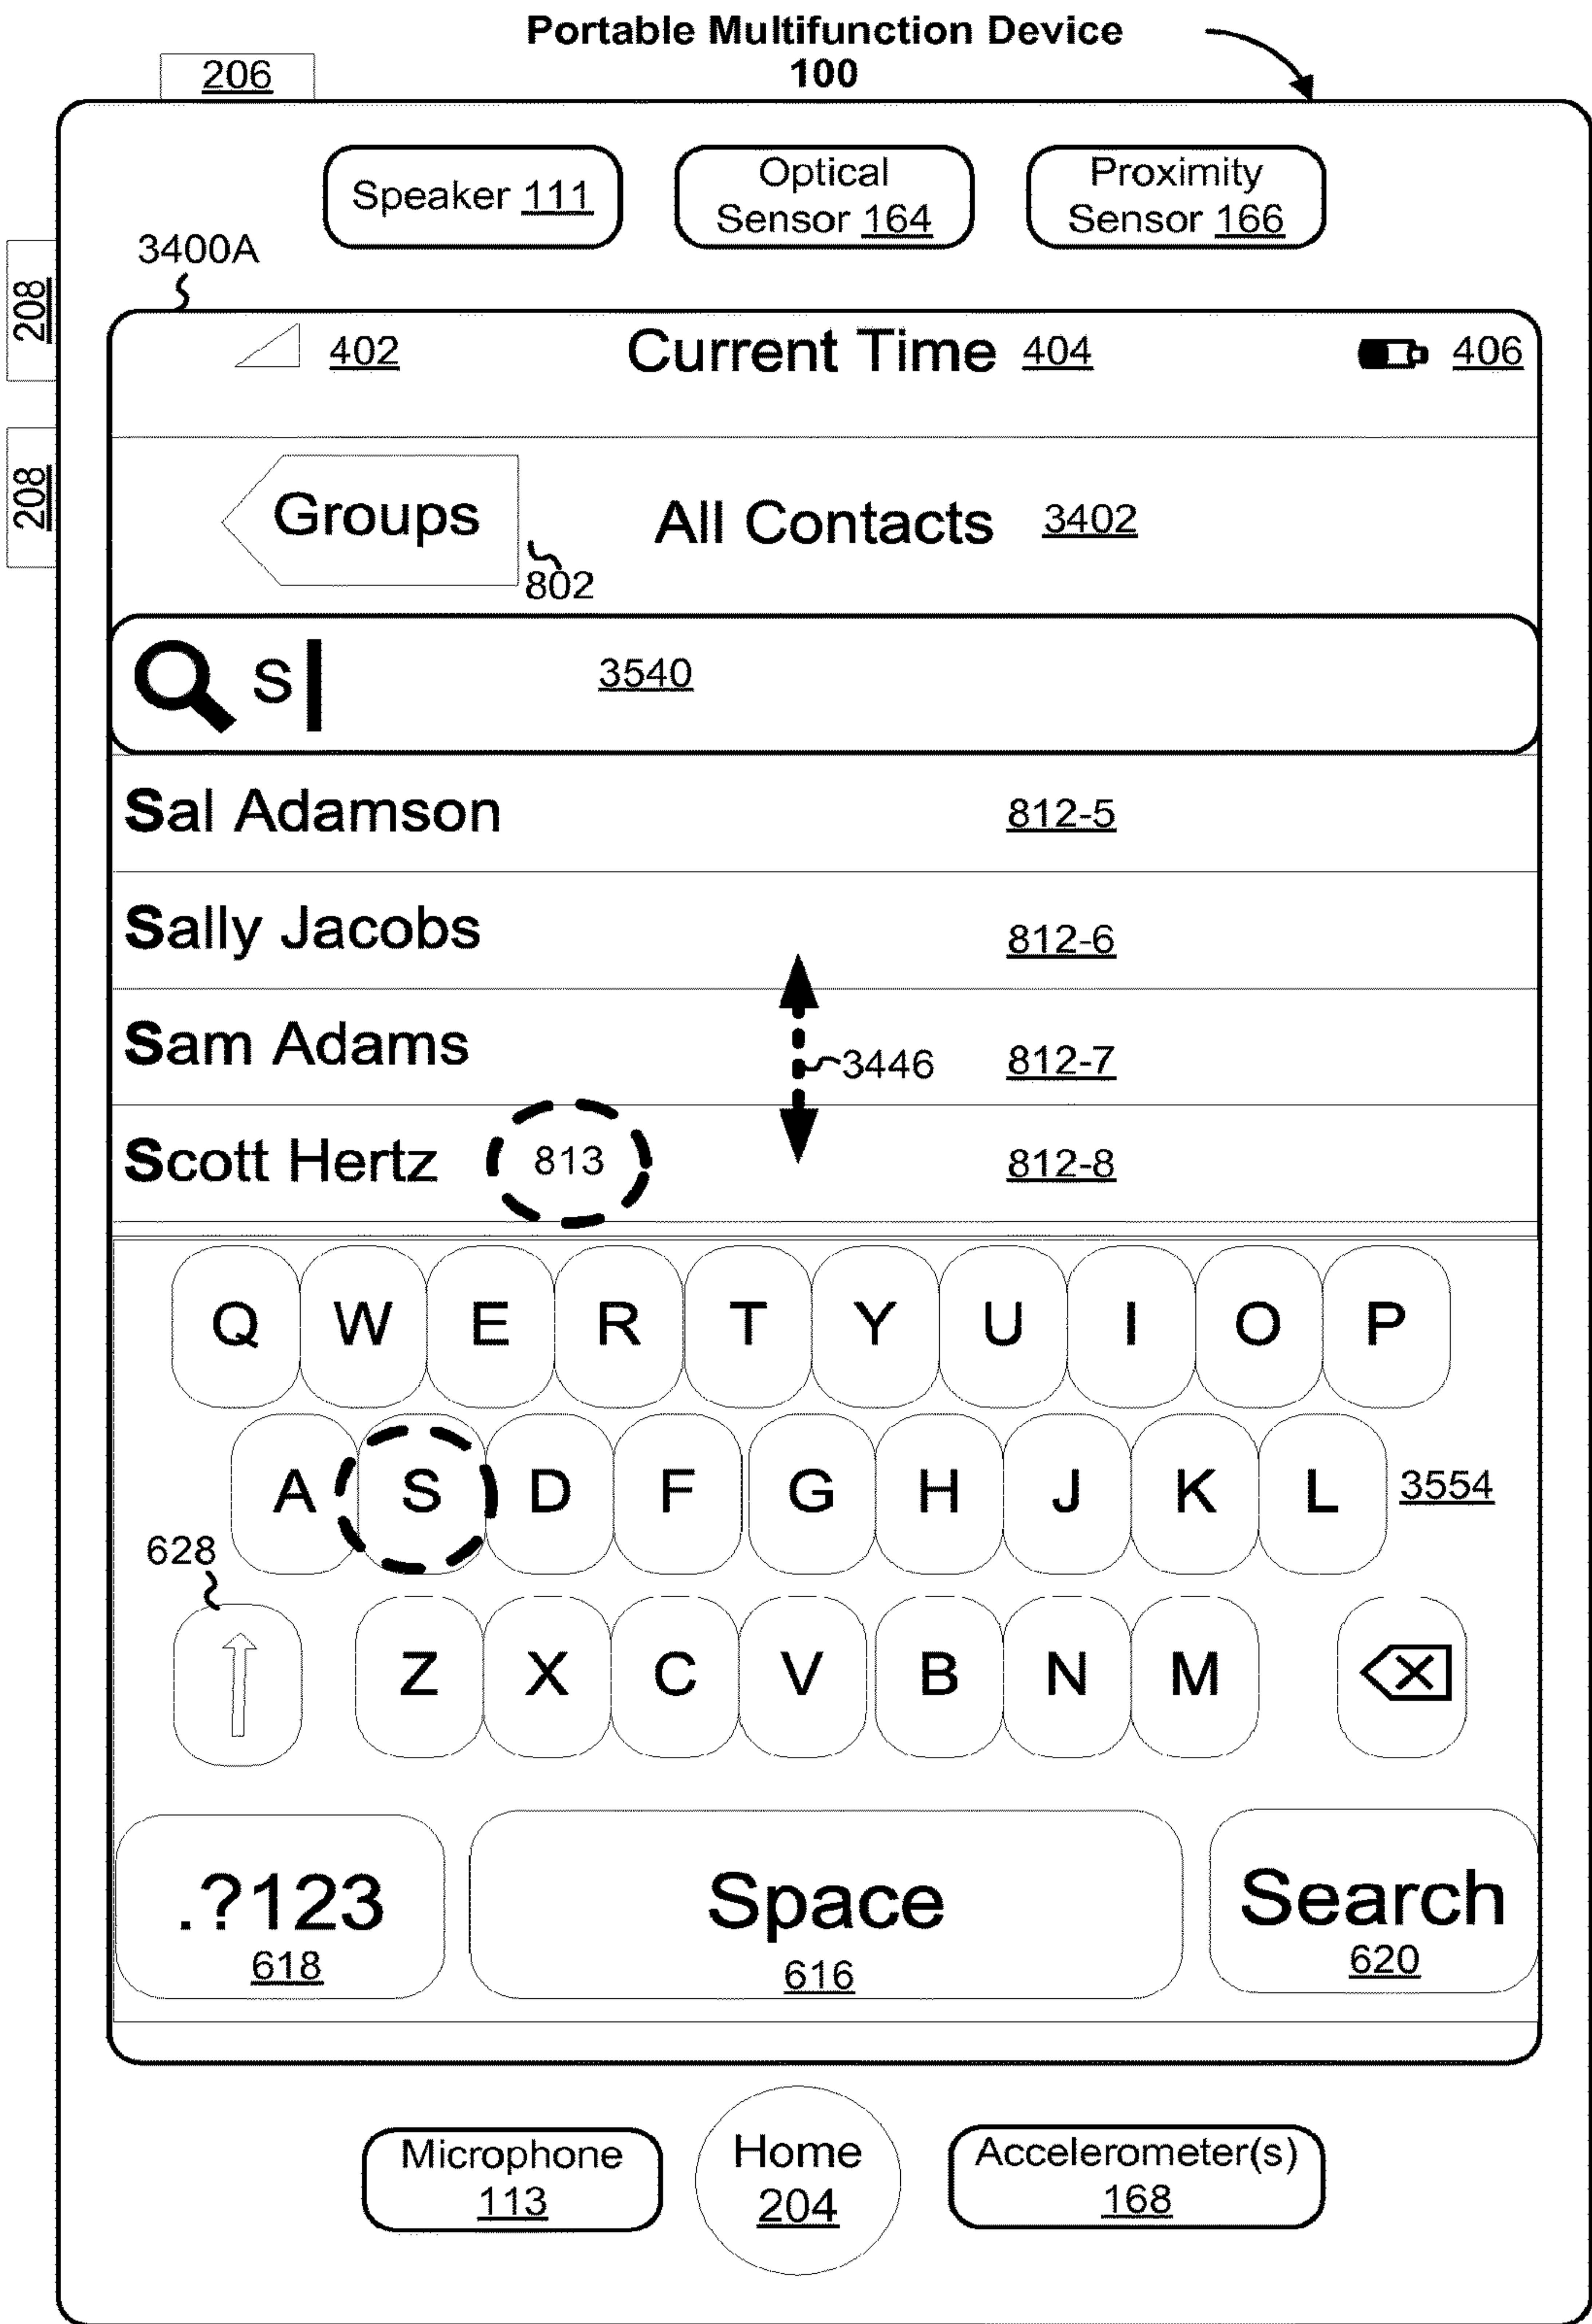 Portable Multifunction Device
100
206
Speaker 111
Optical
Sensor 164
Proximity
Sensor 166
3400A
208
402
Current Time 404
406
208
Groups
802
All Contacts 3402
S
3540
Sal Adamson 812-5
Sally Jacobs 812-6
Sam Adams 3446 812-7
Scott Hertz 813 812-8
Q W E R T Y U I O P
A S D F G H J K L 3554
628
Z X C V B N M
.?123
618
Space
616
Search
620
Microphone
113
Home
204
Accelerometer(s)
168